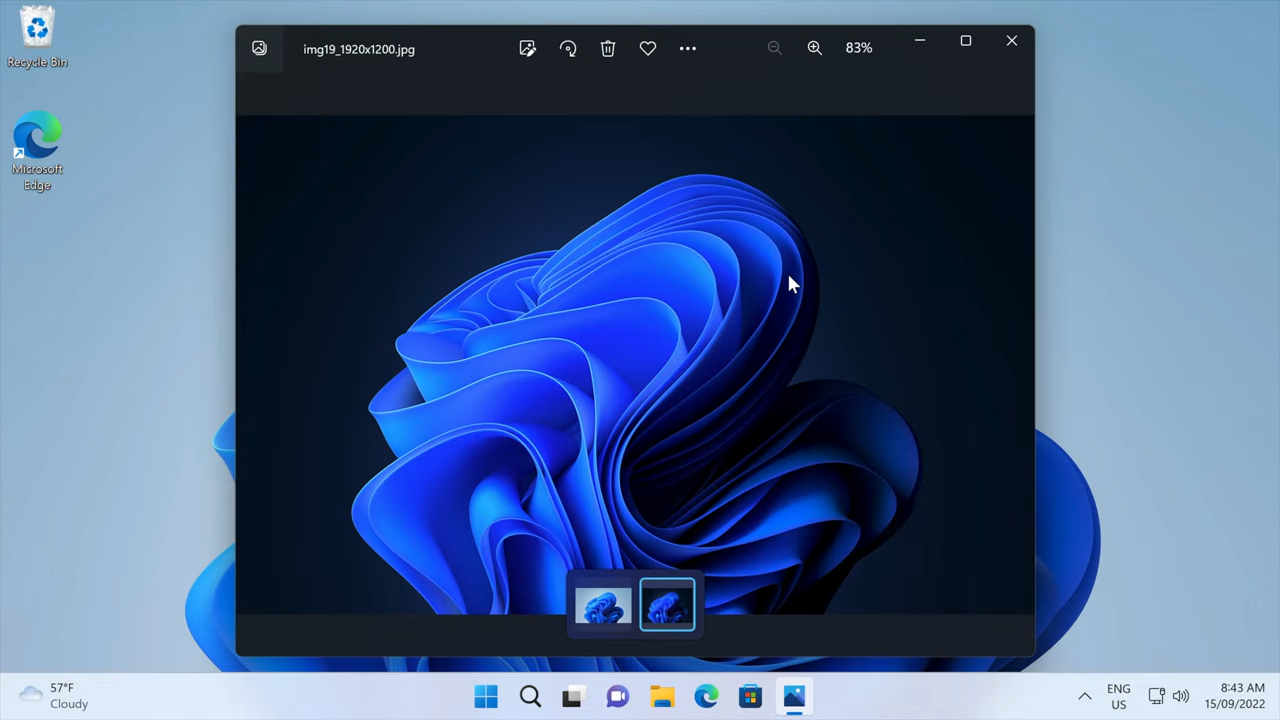 Recycle Bin
Microsoft
Edge
img19_1920x1200.jpg
83%
57°F
Cloudy
ENG
US
8:43 AM
15/09/2022